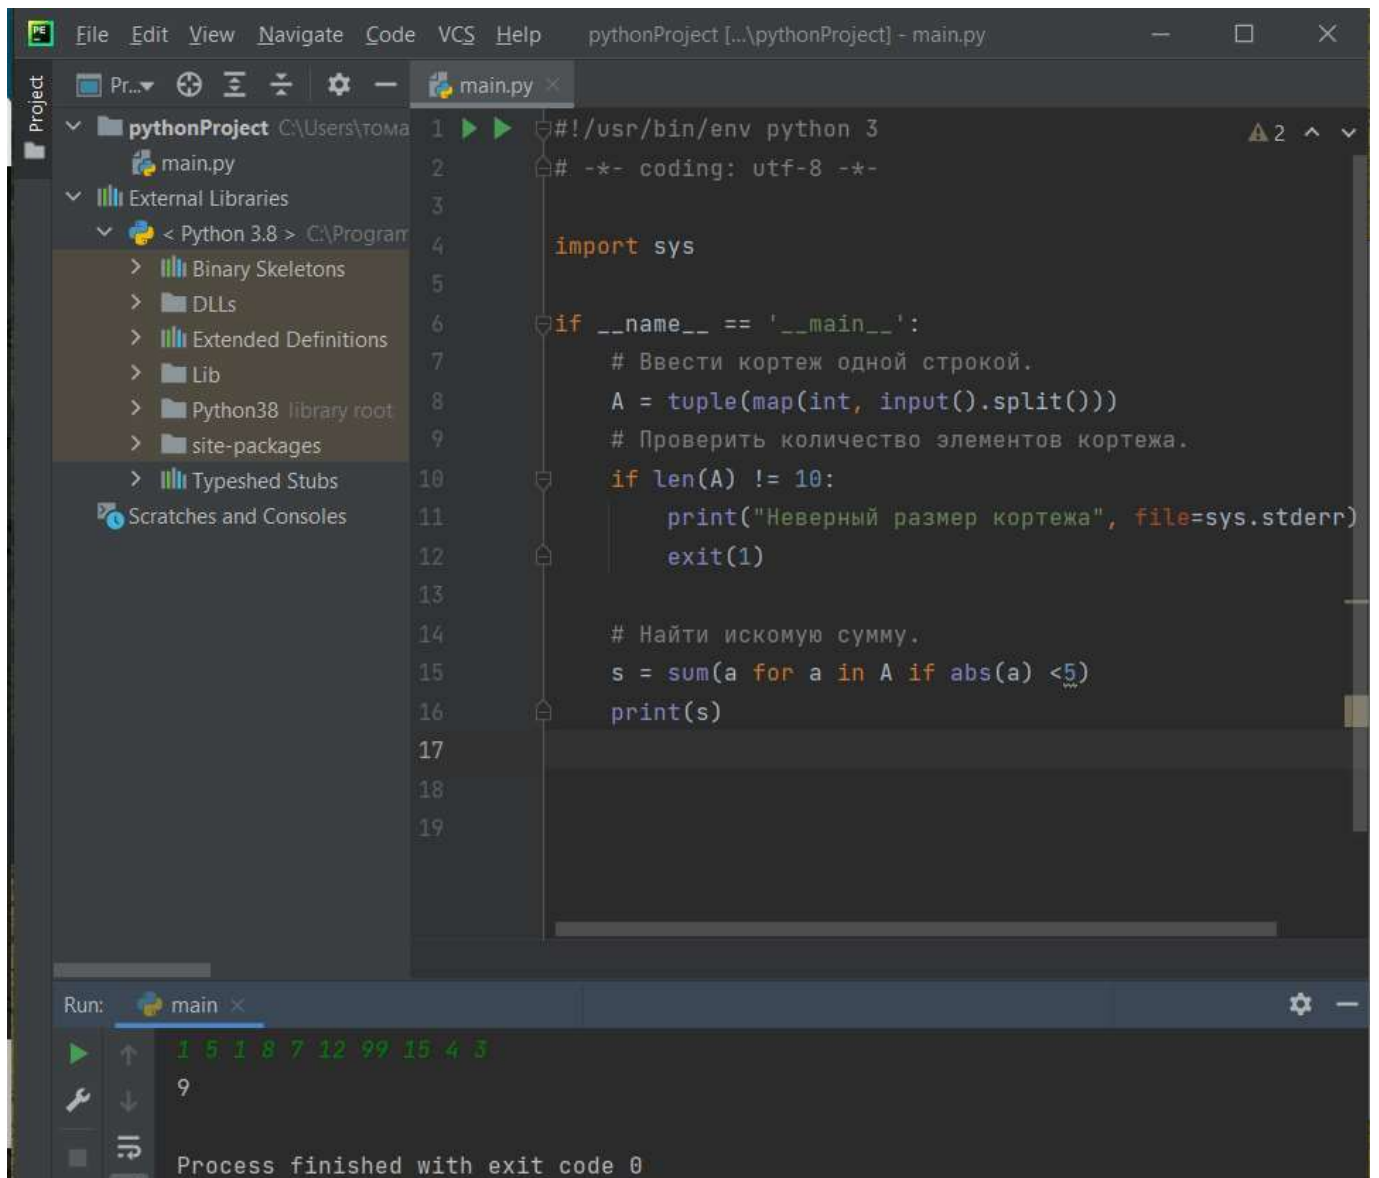 File Edit View Navigate Code VCS Help pythonProject [...\pythonProject] - main.py
Project
Pr... main.py
pythonProject C:\Users\тома
main.py
External Libraries
< Python 3.8 > C:\Program
Binary Skeletons
DLLs
Extended Definitions
Lib
Python38 library root
site-packages
Typeshed Stubs
Scratches and Consoles
1 #!/usr/bin/env python 3 2
2 # -*- coding: utf-8 -*-
3
4 import sys
5
6 if __name__ == '__main__':
7 # Ввести кортеж одной строкой.
8 A = tuple(map(int, input().split()))
9 # Проверить количество элементов кортежа.
10 if len(A) != 10:
11 print("Неверный размер кортежа", file=sys.stderr)
12 exit(1)
13
14 # Найти искомую сумму.
15 s = sum(a for a in A if abs(a) <5)
16 print(s)
17
18
19
Run: main
1 5 1 8 7 12 99 15 4 3
9
Process finished with exit code 0